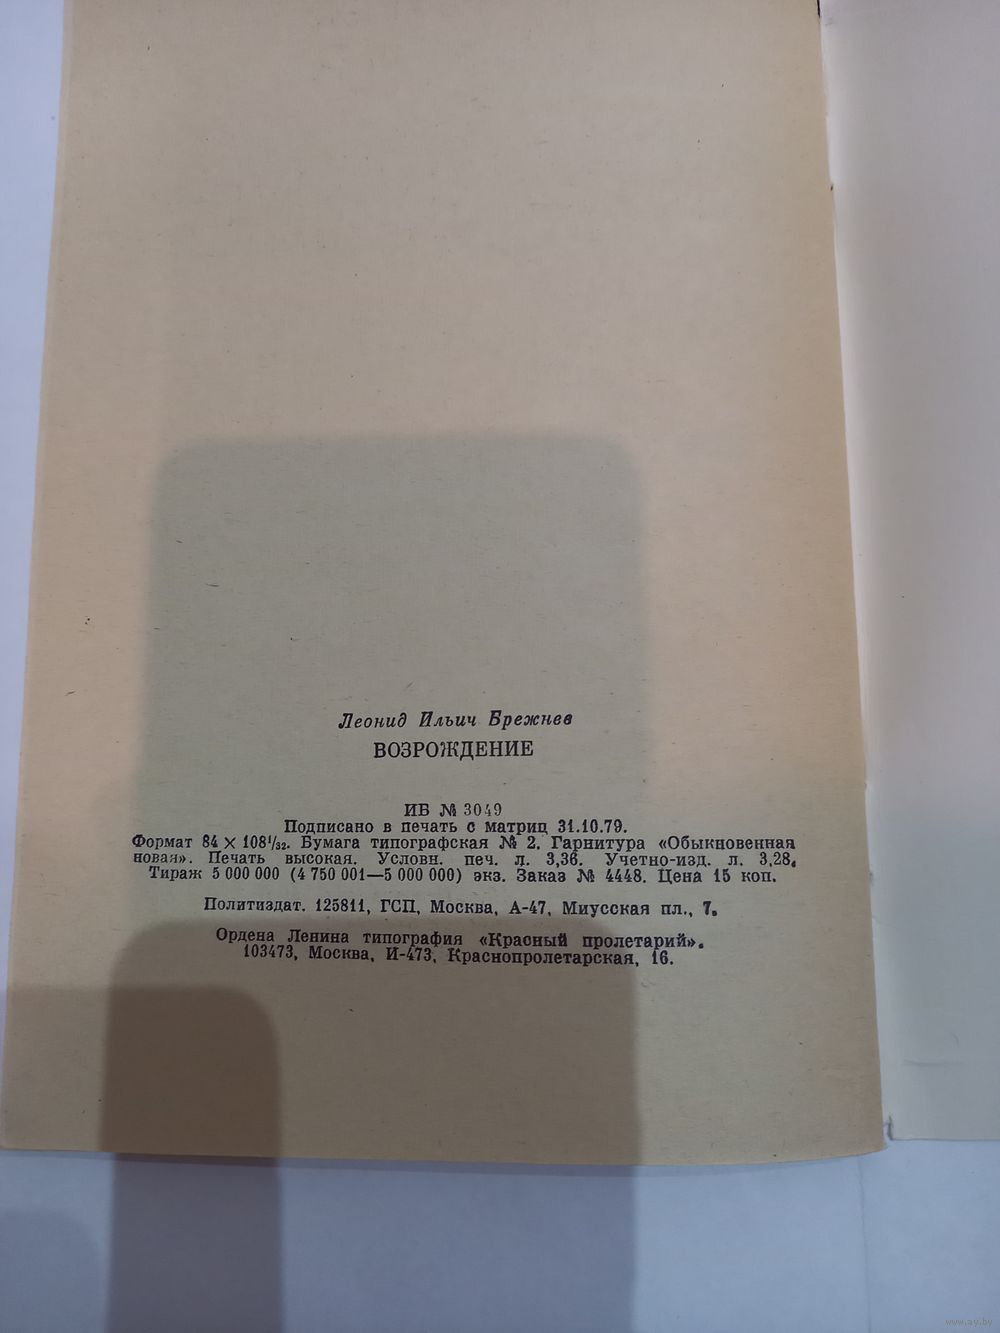 Леонид Ильич Брежнев
ВОЗРОЖДЕНИЕ
ИБ № 3049
Подписано в печать с матриц 31.10.79.
Формат 84 × 108¹/₃₂. Бумага типографская № 2. Гарнитура «Обыкновенная
новая». Печать высокая. Условн. печ. л. 3,36. Учетно-изд. л. 3,28.
Тираж 5 000 000 (4 750 001—5 000 000) экз. Заказ № 4448. Цена 15 коп.
Политиздат. 125811, ГСП, Москва, А-47, Миусская пл., 7.
Ордена Ленина типография «Красный пролетарий».
103473, Москва, И-473, Краснопролетарская, 16.
www.ay.by